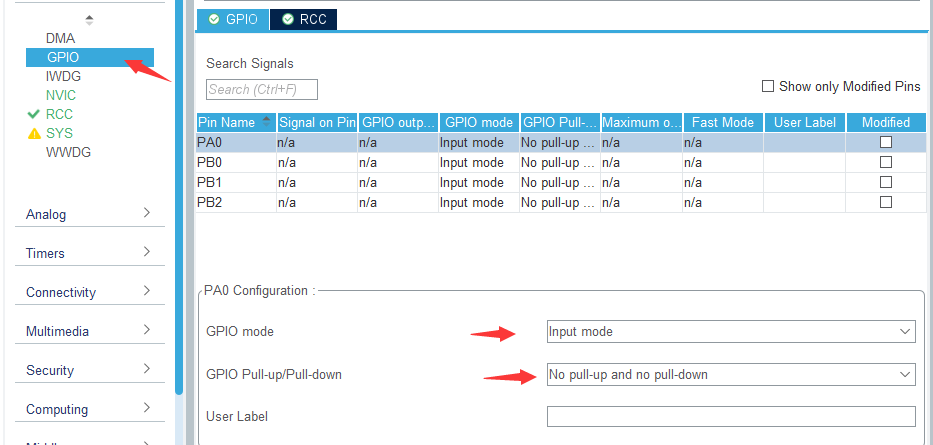 DMA
GPIO
IWDG
NVIC
RCC
SYS
WWDG
Analog
Timers
Connectivity
Multimedia
Security
Computing
GPIO RCC
Search Signals
Search (Ctrl+F)
Show only Modified Pins
Pin Name Signal on Pin GPIO outp... GPIO mode GPIO Pull-... Maximum o... Fast Mode User Label Modified
PA0 n/a n/a Input mode No pull-up ... n/a n/a
PB0 n/a n/a Input mode No pull-up ... n/a n/a
PB1 n/a n/a Input mode No pull-up ... n/a n/a
PB2 n/a n/a Input mode No pull-up ... n/a n/a
PA0 Configuration :
GPIO mode Input mode
GPIO Pull-up/Pull-down No pull-up and no pull-down
User Label